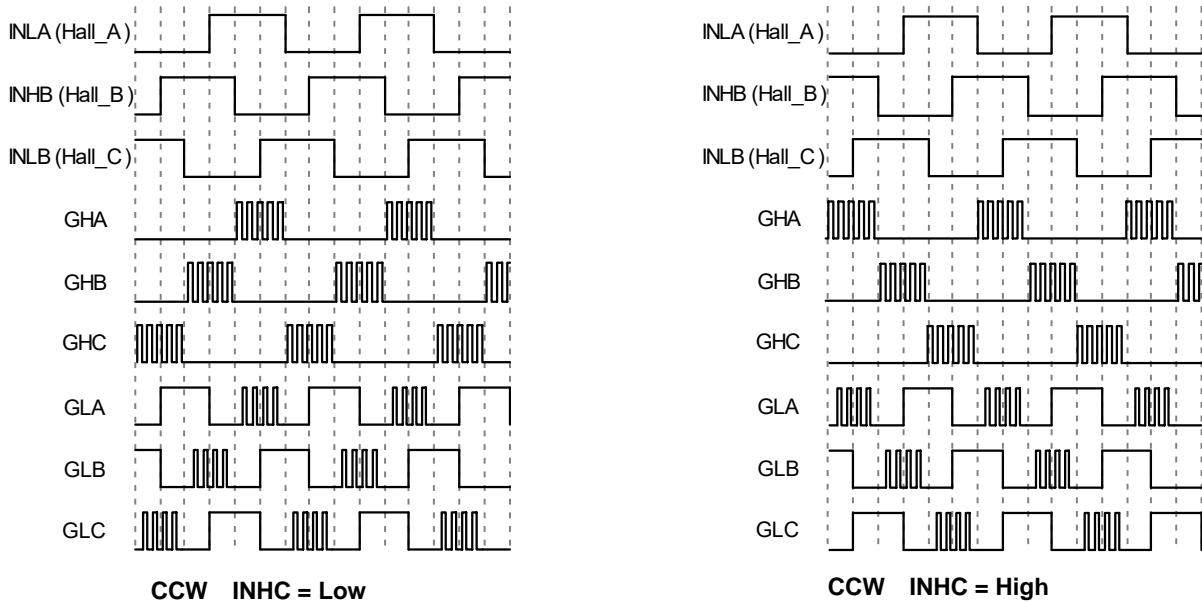 INLA (Hall_A)
INHB (Hall_B)
INLB (Hall_C)
GHA
GHB
GHC
GLA
GLB
GLC
CCW INHC = Low
INLA (Hall_A)
INHB (Hall_B)
INLB (Hall_C)
GHA
GHB
GHC
GLA
GLB
GLC
CCW INHC = High